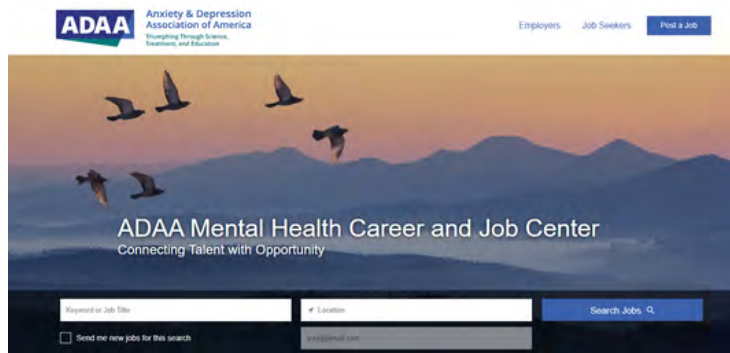 ADAA
Anxiety & Depression
Association of America
Triumphing Through Science,
Treatment, and Education
Employers
Job Seekers
Post a Job
ADAA Mental Health Career and Job Center
Connecting Talent with Opportunity
Keyword or Job Title
Location
Search Jobs
Send me new jobs for this search